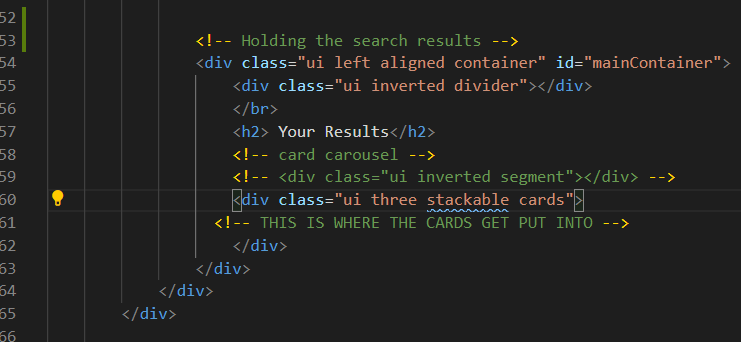 52
53 <!-- Holding the search results -->
54 <div class="ui left aligned container" id="mainContainer">
55 <div class="ui inverted divider"></div>
56 </br>
57 <h2> Your Results</h2>
58 <!-- card carousel -->
59 <!-- <div class="ui inverted segment"></div> -->
60 <div class="ui three stackable cards">
61 <!-- THIS IS WHERE THE CARDS GET PUT INTO -->
62 </div>
63 </div>
64 </div>
65 </div>
66